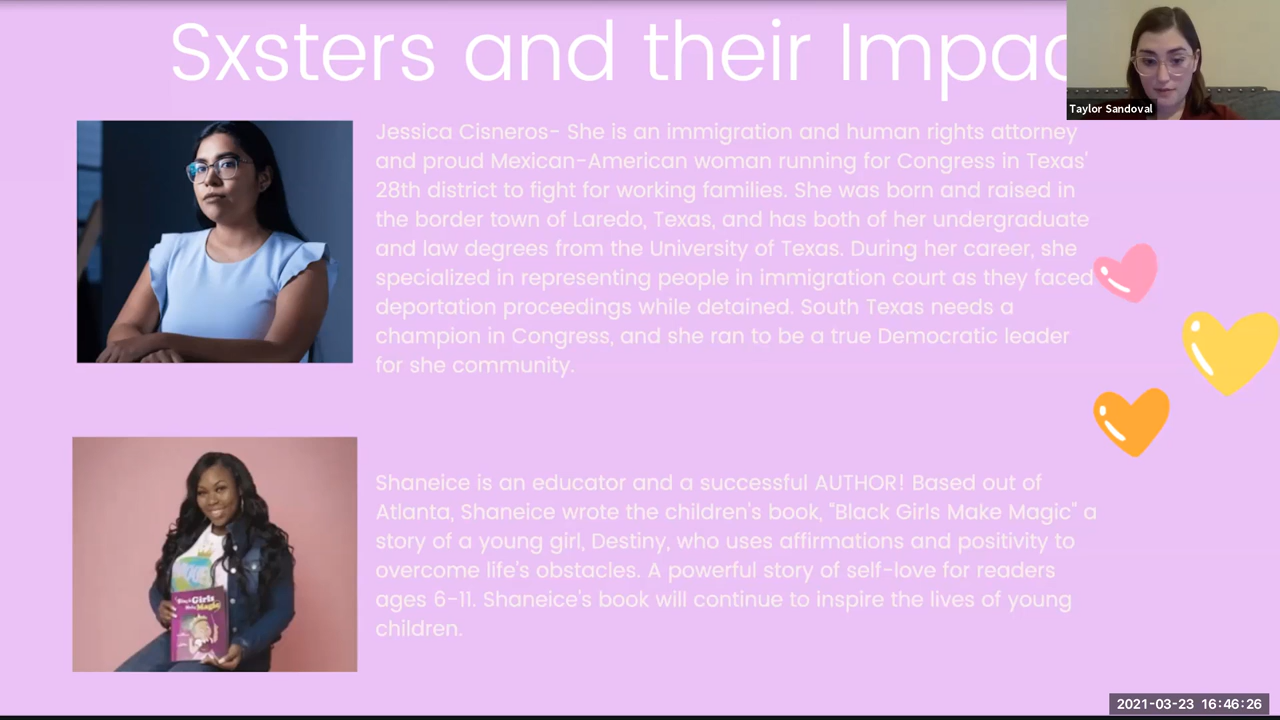 Sxsters and their Impac
Taylor Sandoval
Jessica Cisneros- She is an immigration and human rights attorney
and proud Mexican-American woman running for Congress in Texas'
28th district to fight for working families. She was born and raised in
the border town of Laredo, Texas, and has both of her undergraduate
and law degrees from the University of Texas. During her career, she
specialized in representing people in immigration court as they faced
deportation proceedings while detained. South Texas needs a
champion in Congress, and she ran to be a true Democratic leader
for she community.
Shaneice is an educator and a successful AUTHOR! Based out of
Atlanta, Shaneice wrote the children's book, "Black Girls Make Magic" a
story of a young girl, Destiny, who uses affirmations and positivity to
overcome life's obstacles. A powerful story of self-love for readers
ages 6-11. Shaneice's book will continue to inspire the lives of young
children.
Girls
Magic
2021-03-23 16:46:26